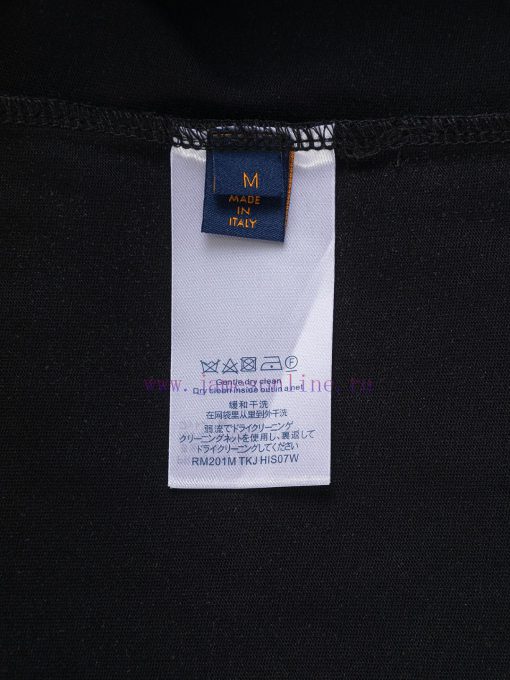 M
MADE
IN
ITALY
Gentle dry clean
Dry clean inside out in a net
缓和干洗
在网袋里从里到外干洗
弱流でドライクリーニング
クリーニングネットを使用し、裏返して
ドライクリーニングしてください
RM201M TKJ HIS07W